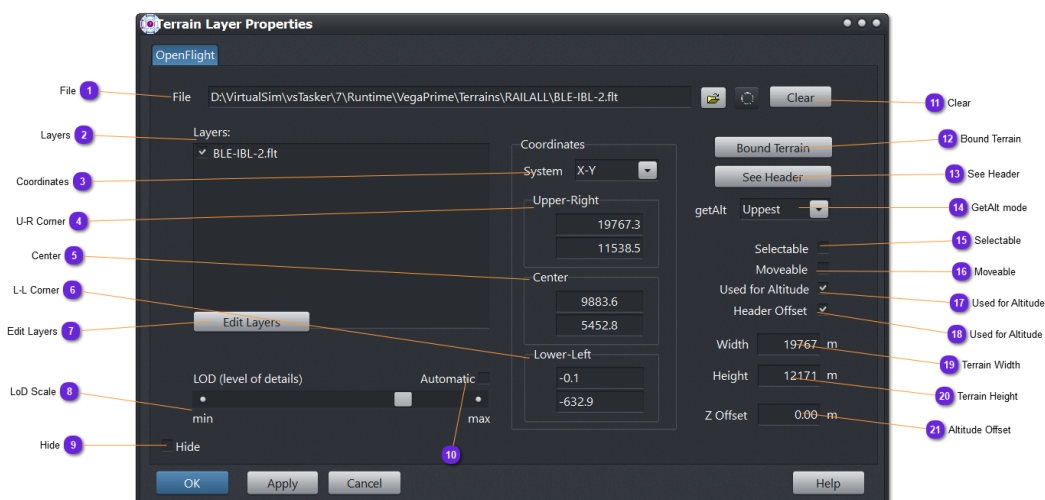 Terrain Layer Properties
OpenFlight
File 1
File D:\VirtualSim\vsTasker\7\Runtime\VegaPrime\Terrains\RAILALL\BLE-IBL-2.flt Clear
11 Clear
Layers 2
Layers:
BLE-IBL-2.flt
Coordinates 3
U-R Corner 4
Center 5
L-L Corner 6
Edit Layers 7
Edit Layers
LoD Scale 8
LOD (level of details) Automatic
min max
Hide 9
Hide
10
Coordinates
System X-Y
Upper-Right
19767.3
11538.5
Center
9883.6
5452.8
Lower-Left
-0.1
-632.9
Bound Terrain
12 Bound Terrain
See Header
13 See Header
getAlt Uppest
14 GetAlt mode
Selectable
15 Selectable
Moveable
16 Moveable
Used for Altitude
17 Used for Altitude
Header Offset
18 Used for Altitude
Width 19767 m
19 Terrain Width
Height 12171 m
20 Terrain Height
Z Offset 0.00 m
21 Altitude Offset
OK Apply Cancel Help